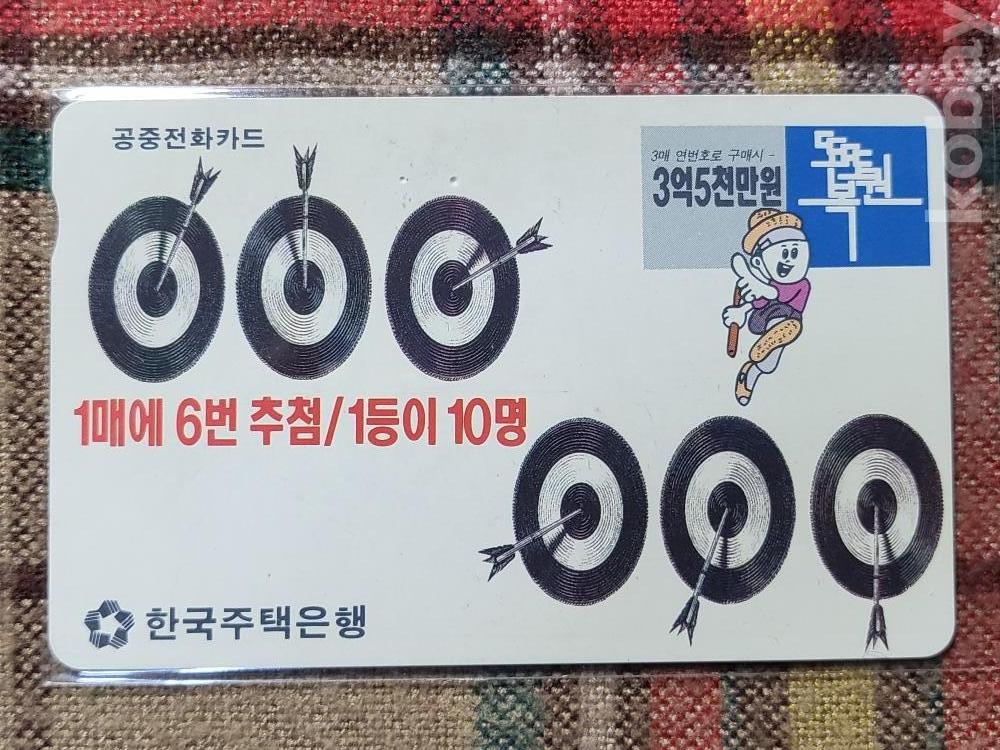 공중전화카드
3매 연번호로 구매시 -
3억5천만원
또또
복권
1매에 6번 추첨/1등이 10명
한국주택은행
kobay